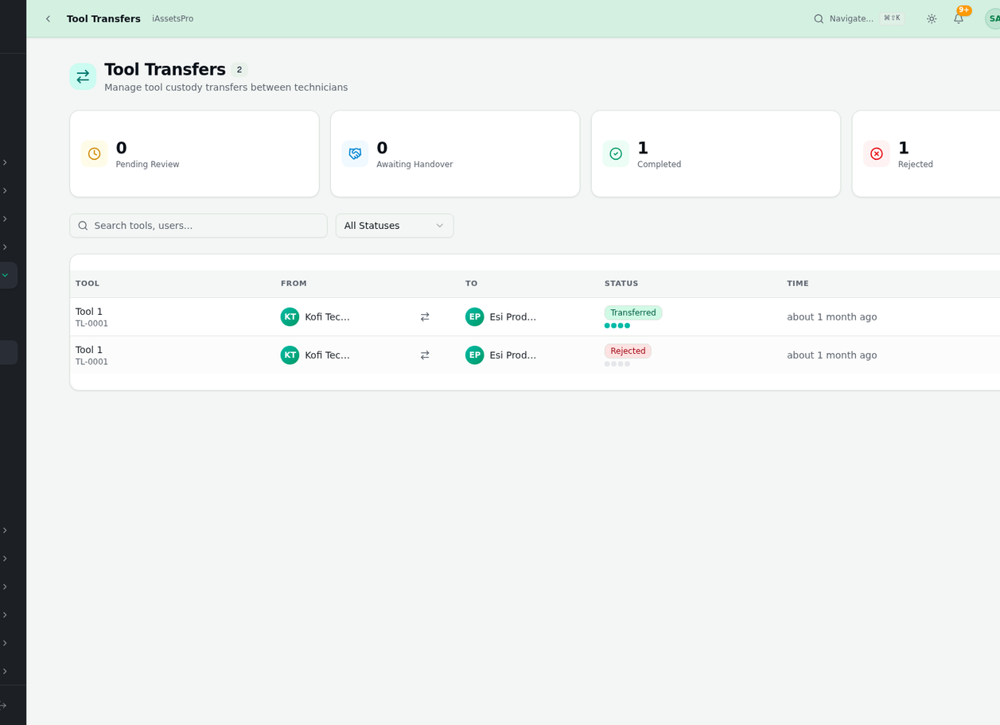 Tool Transfers iAssetsPro Navigate... ⌘⇧K 9+ SA
Tool Transfers 2
Manage tool custody transfers between technicians
0
Pending Review
0
Awaiting Handover
1
Completed
1
Rejected
Search tools, users...
All Statuses
TOOL FROM TO STATUS TIME
Tool 1
TL-0001
KT Kofi Tec... EP Esi Prod... Transferred about 1 month ago
Tool 1
TL-0001
KT Kofi Tec... EP Esi Prod... Rejected about 1 month ago